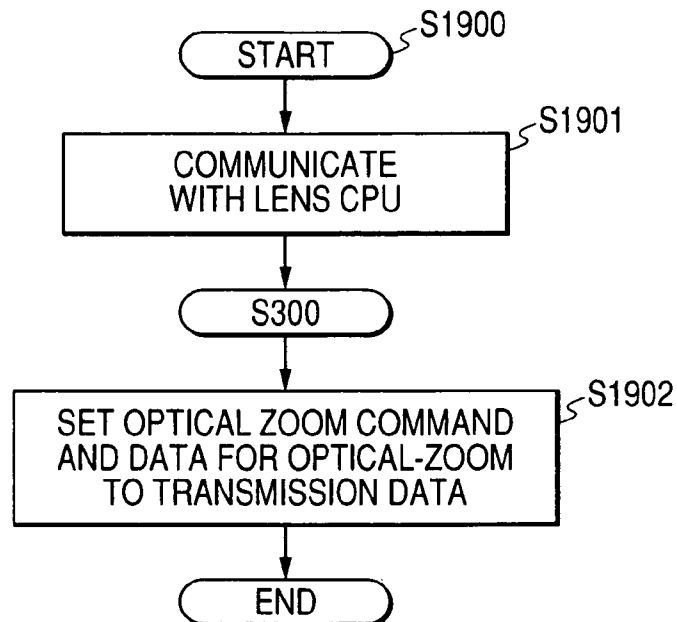 START
S1900
COMMUNICATE
WITH LENS CPU
S1901
S300
SET OPTICAL ZOOM COMMAND
AND DATA FOR OPTICAL-ZOOM
TO TRANSMISSION DATA
S1902
END